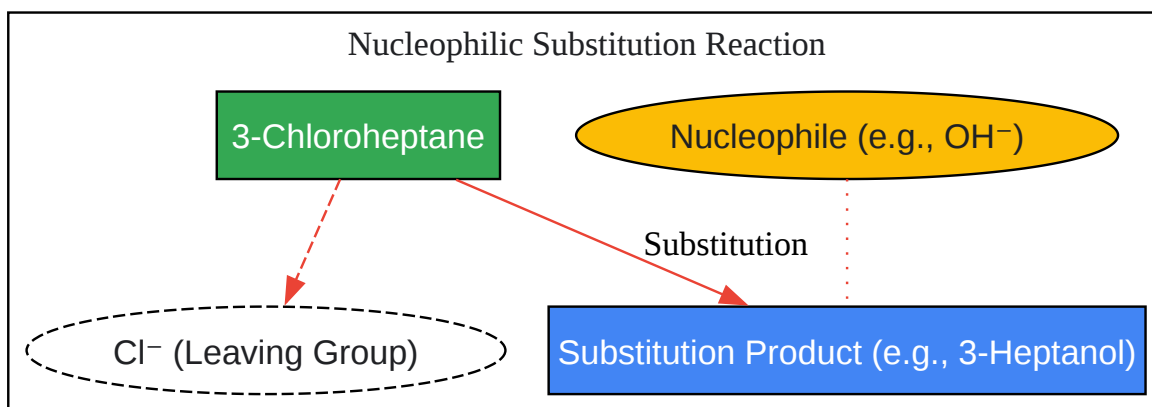 Nucleophilic Substitution Reaction
3-Chloroheptane
Nucleophile (e.g., OH⁻)
Substitution
Cl⁻ (Leaving Group)
Substitution Product (e.g., 3-Heptanol)